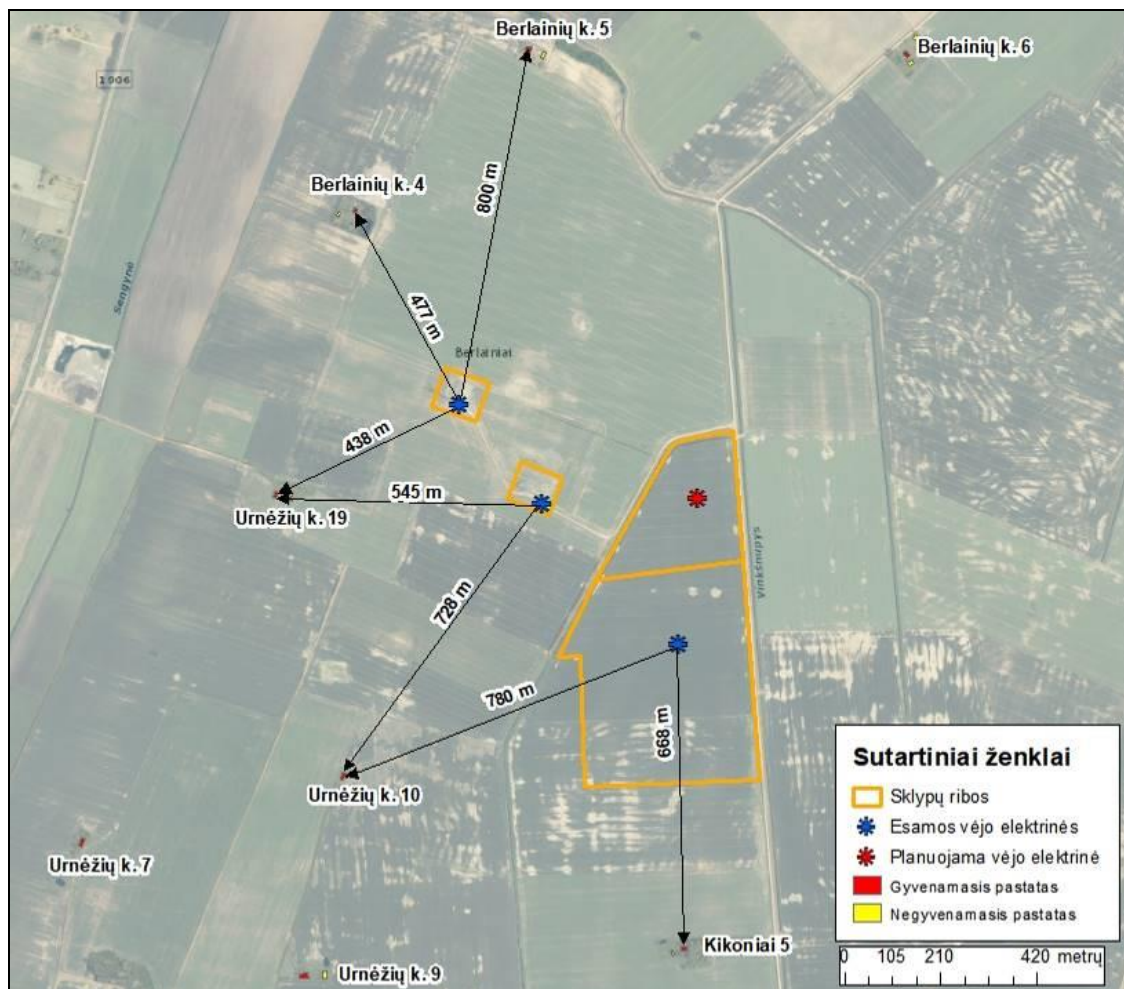 Berlainių k. 5
Berlainių k. 6
1906
Berlainių k. 4
800 m
Sengynė
477 m
Berlainiai
438 m
545 m
Urnėžių k. 19
Vinkšnupys
728 m
780 m
668 m
Urnėžių k. 10
Urnėžių k. 7
Kikoniai 5
Urnėžių k. 9
Sutartiniai ženklai
Sklypų ribos
Esamos vėjo elektrinės
Planuojama vėjo elektrinė
Gyvenamasis pastatas
Negyvenamasis pastatas
0 105 210 420 metrų